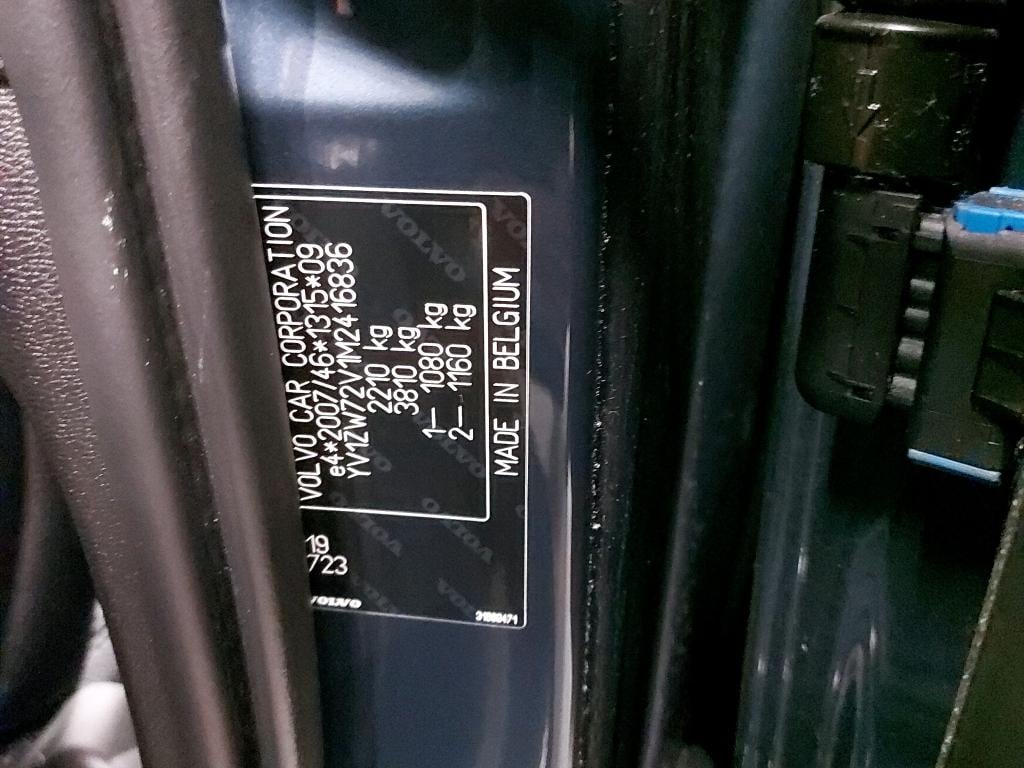 VOLVO CAR CORPORATION
e4*2007/46*1315*09
YV1ZW72V1M2416836
2210 kg
3810 kg
1— 1080 kg
2— 1160 kg
MADE IN BELGIUM
19
723
VOLVO